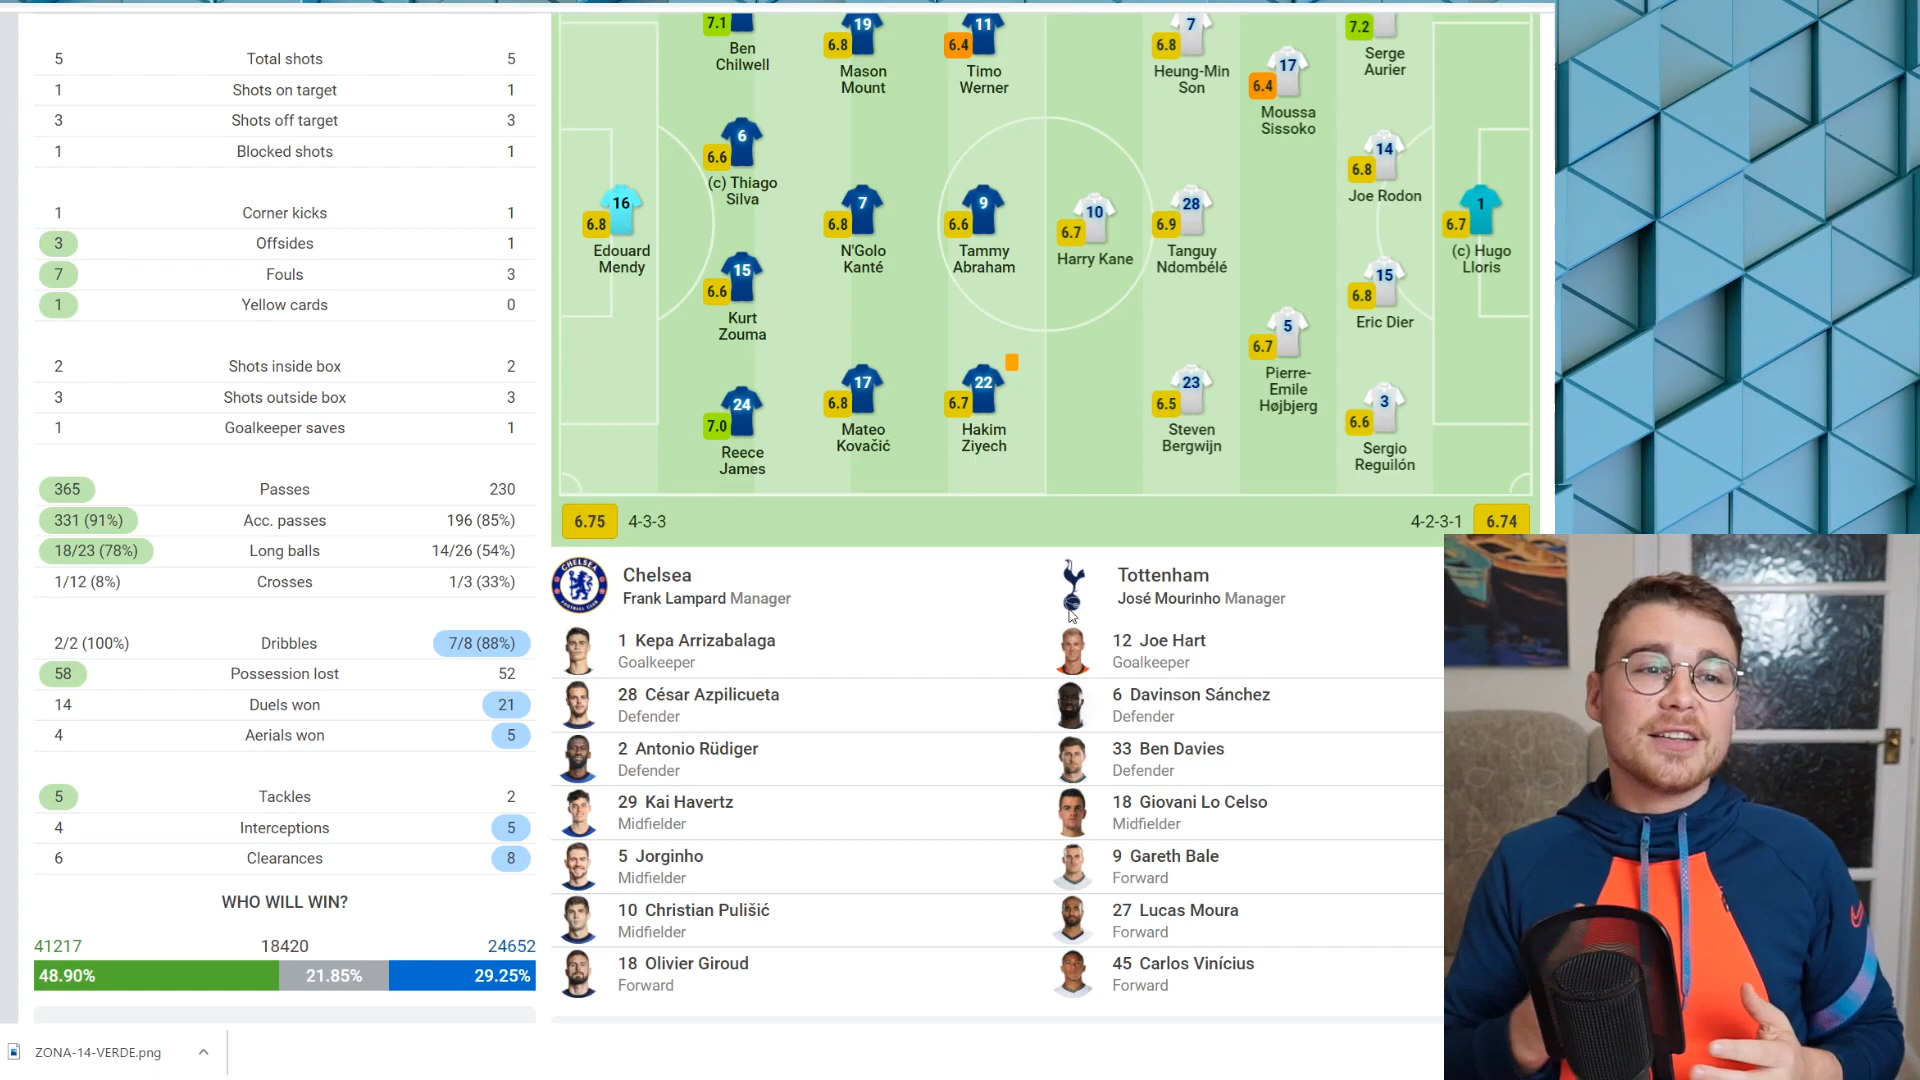 5 Total shots 5
1 Shots on target 1
3 Shots off target 3
1 Blocked shots 1
1 Corner kicks 1
3 Offsides 1
7 Fouls 3
1 Yellow cards 0
2 Shots inside box 2
3 Shots outside box 3
1 Goalkeeper saves 1
365 Passes 230
331 (91%) Acc. passes 196 (85%)
18/23 (78%) Long balls 14/26 (54%)
1/12 (8%) Crosses 1/3 (33%)
2/2 (100%) Dribbles 7/8 (88%)
58 Possession lost 52
14 Duels won 21
4 Aerials won 5
5 Tackles 2
4 Interceptions 5
6 Clearances 8
WHO WILL WIN?
41217 18420 24652
48.90% 21.85% 29.25%
16
6.8
Edouard
Mendy
7.1
Ben
Chilwell
6
6.6
(c) Thiago
Silva
15
6.6
Kurt
Zouma
24
7.0
Reece
James
19
6.8
Mason
Mount
7
6.8
N'Golo
Kanté
17
6.8
Mateo
Kovačić
11
6.4
Timo
Werner
9
6.6
Tammy
Abraham
22
6.7
Hakim
Ziyech
10
6.7
Harry Kane
7
6.8
Heung-Min
Son
28
6.9
Tanguy
Ndombélé
23
6.5
Steven
Bergwijn
17
6.4
Moussa
Sissoko
5
6.7
Pierre-
Emile
Højbjerg
7.2
Serge
Aurier
14
6.8
Joe Rodon
15
6.8
Eric Dier
3
6.6
Sergio
Reguilón
1
6.7
(c) Hugo
Lloris
6.75 4-3-3 4-2-3-1 6.74
CHELSEA
FOOTBALL CLUB
Chelsea
Frank Lampard Manager
1 Kepa Arrizabalaga
Goalkeeper
28 César Azpilicueta
Defender
2 Antonio Rüdiger
Defender
29 Kai Havertz
Midfielder
5 Jorginho
Midfielder
10 Christian Pulišić
Midfielder
18 Olivier Giroud
Forward
Tottenham
José Mourinho Manager
12 Joe Hart
Goalkeeper
6 Davinson Sánchez
Defender
33 Ben Davies
Defender
18 Giovani Lo Celso
Midfielder
9 Gareth Bale
Forward
27 Lucas Moura
Forward
45 Carlos Vinícius
Forward
ZONA-14-VERDE.png